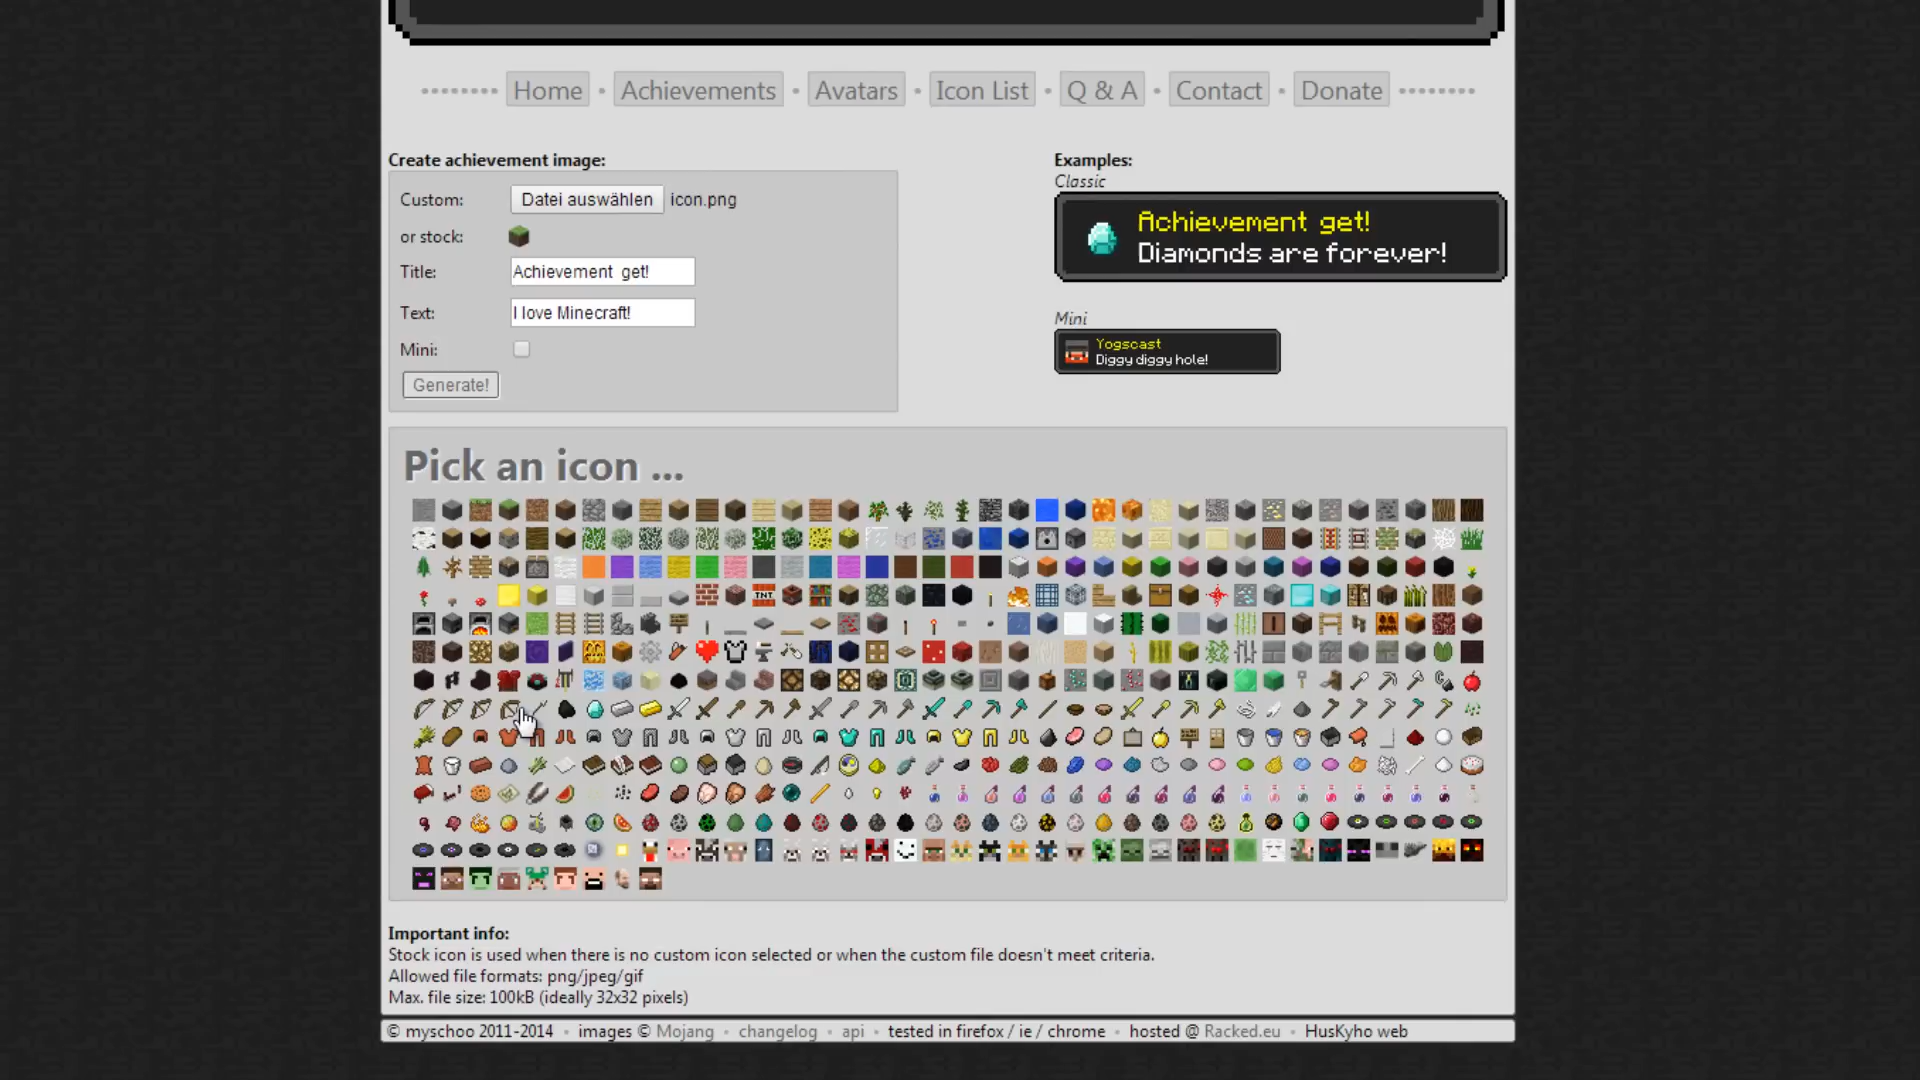 Home • Achievements • Avatars • Icon List • Q & A • Contact • Donate
Create achievement image:
Custom: Datei auswählen icon.png
or stock:
Title: Achievement get!
Text: I love Minecraft!
Mini:
Generate!
Examples:
Classic
Achievement get!
Diamonds are forever!
Mini
Yogscast
Diggy diggy hole!
Pick an icon ...
TNT
Important info:
Stock icon is used when there is no custom icon selected or when the custom file doesn't meet criteria.
Allowed file formats: png/jpeg/gif
Max. file size: 100kB (ideally 32x32 pixels)
© myschoo 2011-2014 • images © Mojang • changelog • api • tested in firefox / ie / chrome • hosted @ Racked.eu • HusKyho web